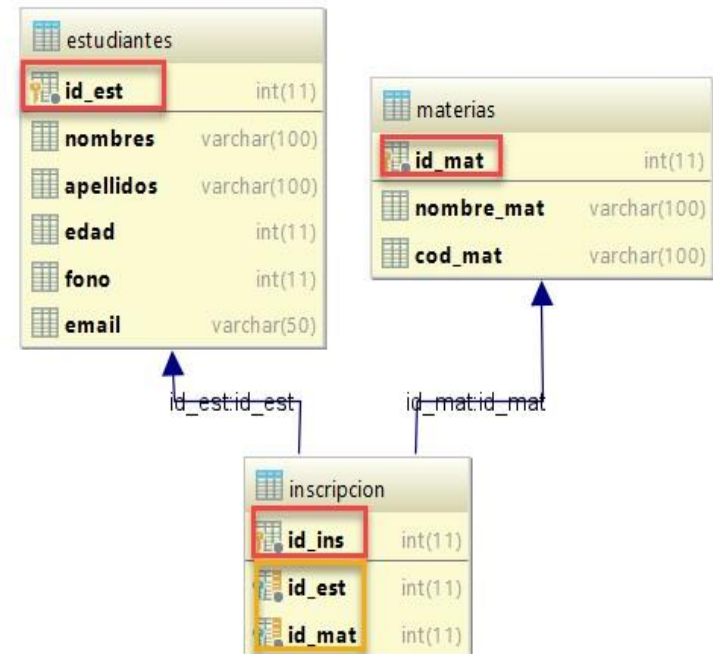 estudiantes
id_est int(11)
nombres varchar(100)
apellidos varchar(100)
edad int(11)
fono int(11)
email varchar(50)
materias
id_mat int(11)
nombre_mat varchar(100)
cod_mat varchar(100)
id_est:id_est
id_mat:id_mat
inscripcion
id_ins int(11)
id_est int(11)
id_mat int(11)